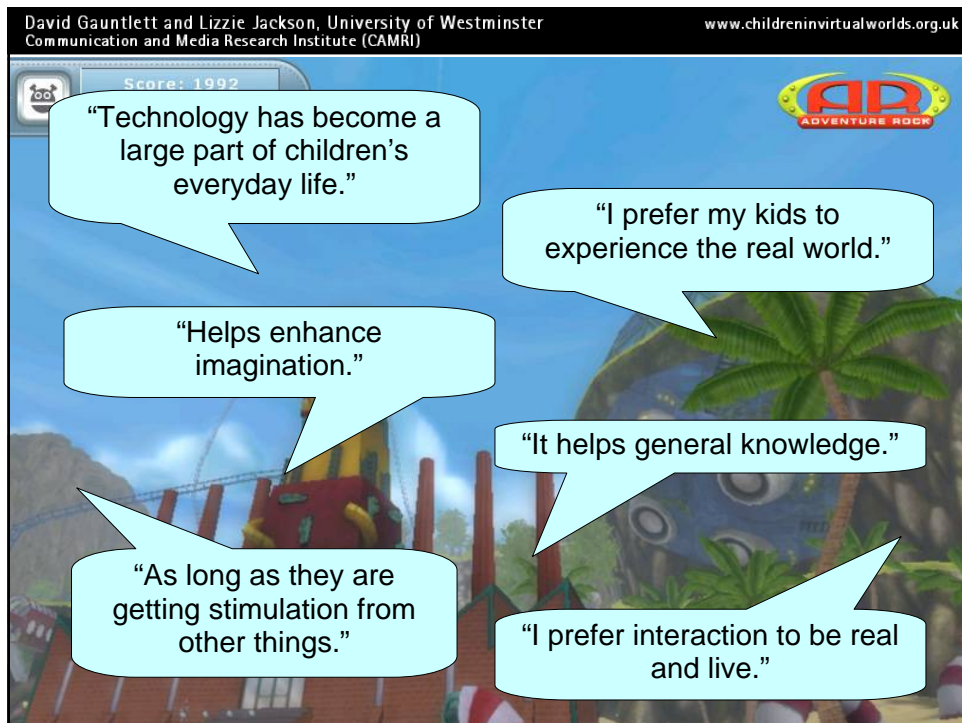 David Gauntlett and Lizzie Jackson, University of Westminster
Communication and Media Research Institute (CAMRI)
www.childreninvirtualworlds.org.uk
Score: 1992
AR
ADVENTURE ROCK
“Technology has become a
large part of children’s
everyday life.”
“I prefer my kids to
experience the real world.”
“Helps enhance
imagination.”
“It helps general knowledge.”
“As long as they are
getting stimulation from
other things.”
“I prefer interaction to be real
and live.”